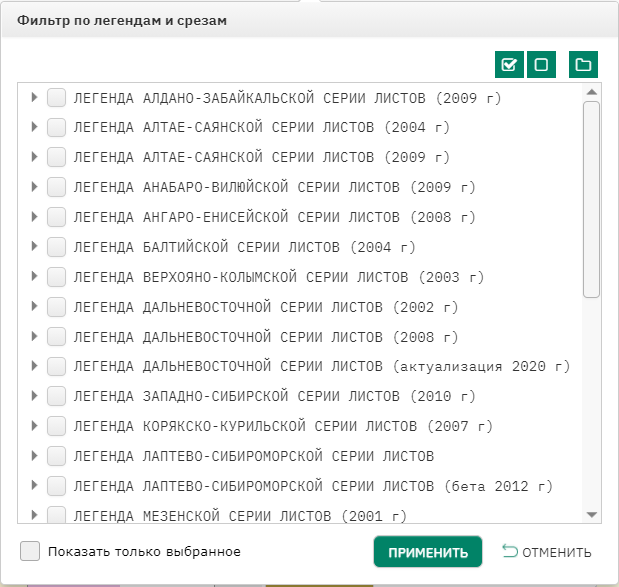 Фильтр по легендам и срезам
ЛЕГЕНДА АЛДАНО-ЗАБАЙКАЛЬСКОЙ СЕРИИ ЛИСТОВ (2009 г)
ЛЕГЕНДА АЛТАЕ-САЯНСКОЙ СЕРИИ ЛИСТОВ (2004 г)
ЛЕГЕНДА АЛТАЕ-САЯНСКОЙ СЕРИИ ЛИСТОВ (2009 г)
ЛЕГЕНДА АНАБАРО-ВИЛЮЙСКОЙ СЕРИИ ЛИСТОВ (2009 г)
ЛЕГЕНДА АНГАРО-ЕНИСЕЙСКОЙ СЕРИИ ЛИСТОВ (2008 г)
ЛЕГЕНДА БАЛТИЙСКОЙ СЕРИИ ЛИСТОВ (2004 г)
ЛЕГЕНДА ВЕРХОЯНО-КОЛЫМСКОЙ СЕРИИ ЛИСТОВ (2003 г)
ЛЕГЕНДА ДАЛЬНЕВОСТОЧНОЙ СЕРИИ ЛИСТОВ (2002 г)
ЛЕГЕНДА ДАЛЬНЕВОСТОЧНОЙ СЕРИИ ЛИСТОВ (2008 г)
ЛЕГЕНДА ДАЛЬНЕВОСТОЧНОЙ СЕРИИ ЛИСТОВ (актуализация 2020 г)
ЛЕГЕНДА ЗАПАДНО-СИБИРСКОЙ СЕРИИ ЛИСТОВ (2010 г)
ЛЕГЕНДА КОРЯКСКО-КУРИЛЬСКОЙ СЕРИИ ЛИСТОВ (2007 г)
ЛЕГЕНДА ЛАПТЕВО-СИБИРОМОРСКОЙ СЕРИИ ЛИСТОВ
ЛЕГЕНДА ЛАПТЕВО-СИБИРОМОРСКОЙ СЕРИИ ЛИСТОВ (бета 2012 г)
ЛЕГЕНДА МЕЗЕНСКОЙ СЕРИИ ЛИСТОВ (2001 г)
Показать только выбранное
ПРИМЕНИТЬ
ОТМЕНИТЬ